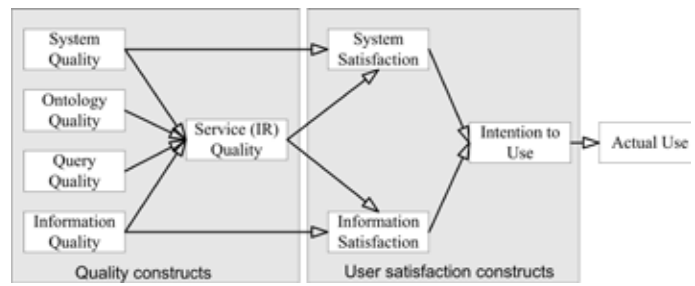 System
Quality
Ontology
Quality
Query
Quality
Information
Quality
Service (IR)
Quality
Quality constructs
System
Satisfaction
Information
Satisfaction
Intention to
Use
User satisfaction constructs
Actual Use